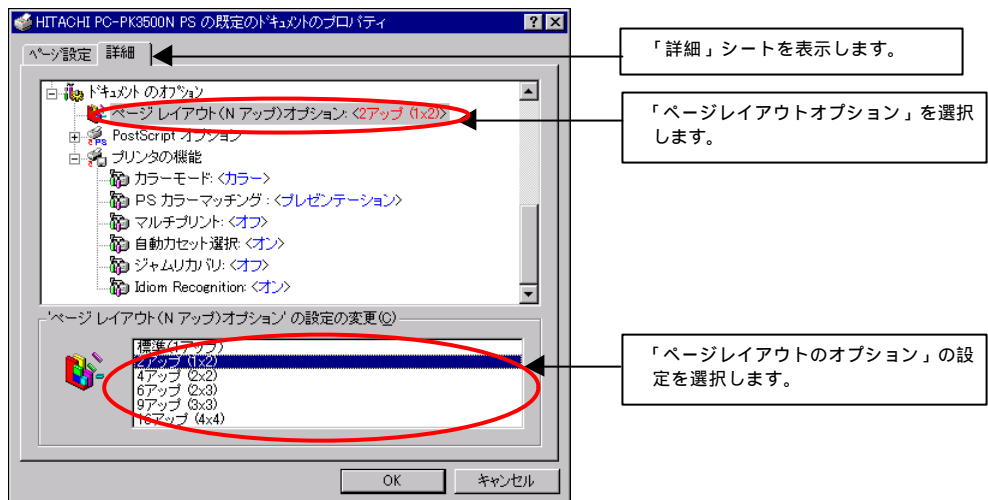 HITACHI PC-PK3500N PS の既定のドキュメントのプロパティ
ページ設定 詳細
ドキュメント のオプション
ページ レイアウト(N アップ)オプション: <2アップ (1x2)>
PostScript オプション
プリンタの機能
カラーモード: <カラー>
PS カラーマッチング : <プレゼンテーション>
マルチプリント: <オフ>
自動カセット選択: <オン>
ジャムリカバリ: <オフ>
Idiom Recognition: <オン>
'ページ レイアウト(N アップ)オプション' の設定の変更(C)
標準(1アップ)
2アップ (1x2)
4アップ (2x2)
6アップ (2x3)
9アップ (3x3)
16アップ (4x4)
OK キャンセル
「詳細」シートを表示します。
「ページレイアウトオプション」を選択
します。
「ページレイアウトのオプション」の設
定を選択します。